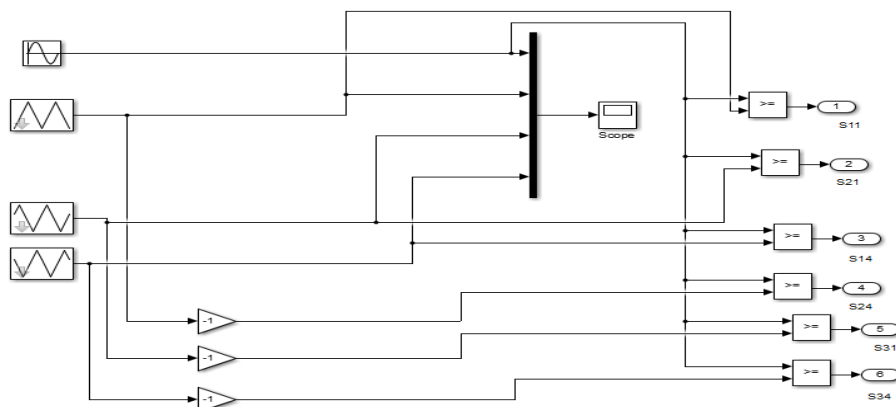 >=
1
S11
Scope
>=
2
S21
>=
3
S14
>=
4
S24
-1
>=
5
S31
-1
>=
6
S34
-1